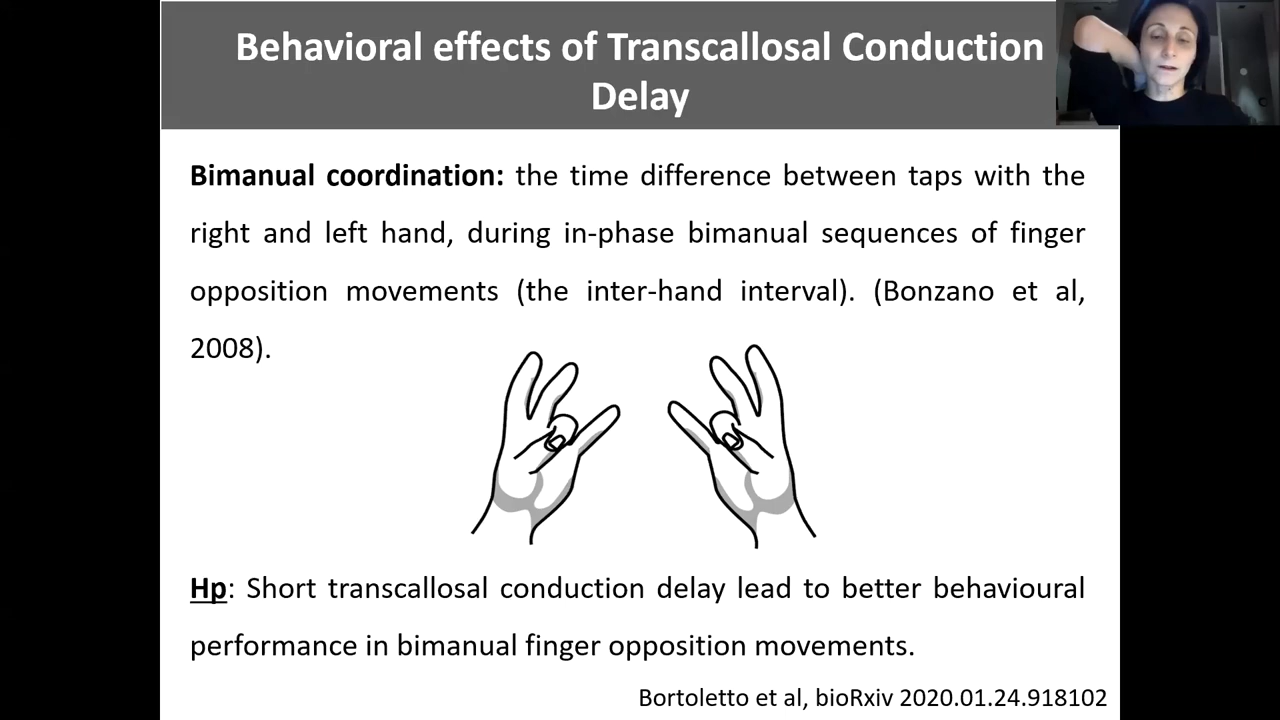 Behavioral effects of Transcallosal Conduction
Delay
Bimanual coordination: the time difference between taps with the
right and left hand, during in-phase bimanual sequences of finger
opposition movements (the inter-hand interval). (Bonzano et al,
2008).
Hp: Short transcallosal conduction delay lead to better behavioural
performance in bimanual finger opposition movements.
Bortoletto et al, bioRxiv 2020.01.24.918102